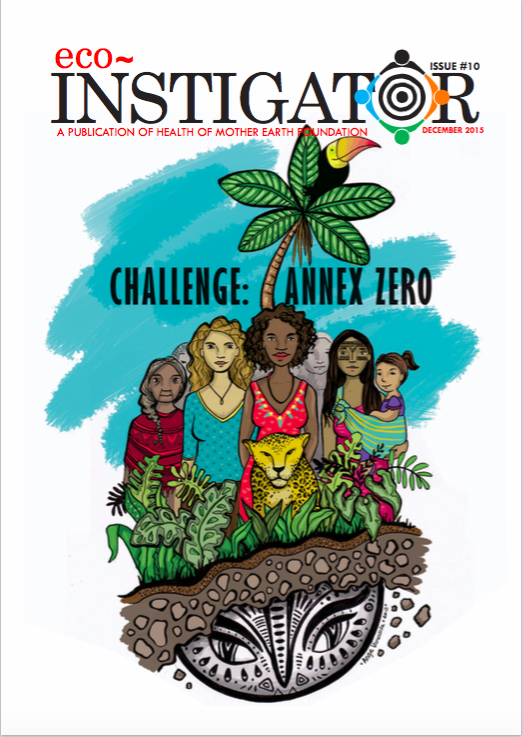 eco~
INSTIGATOR
ISSUE #10
A PUBLICATION OF HEALTH OF MOTHER EARTH FOUNDATION
DECEMBER 2015
CHALLENGE: ANNEX ZERO